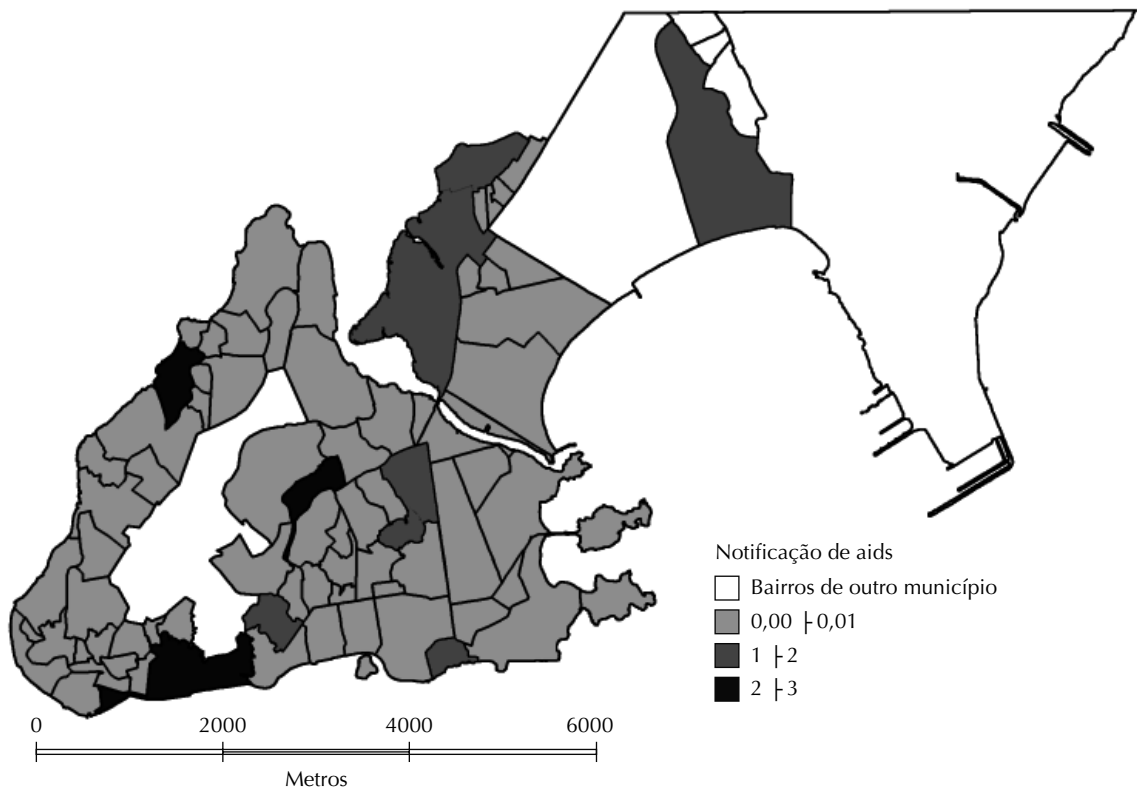 Notificação de aids
Bairros de outro município
0,00 ├ 0,01
1 ├ 2
2 ├ 3
0 2000 4000 6000
Metros